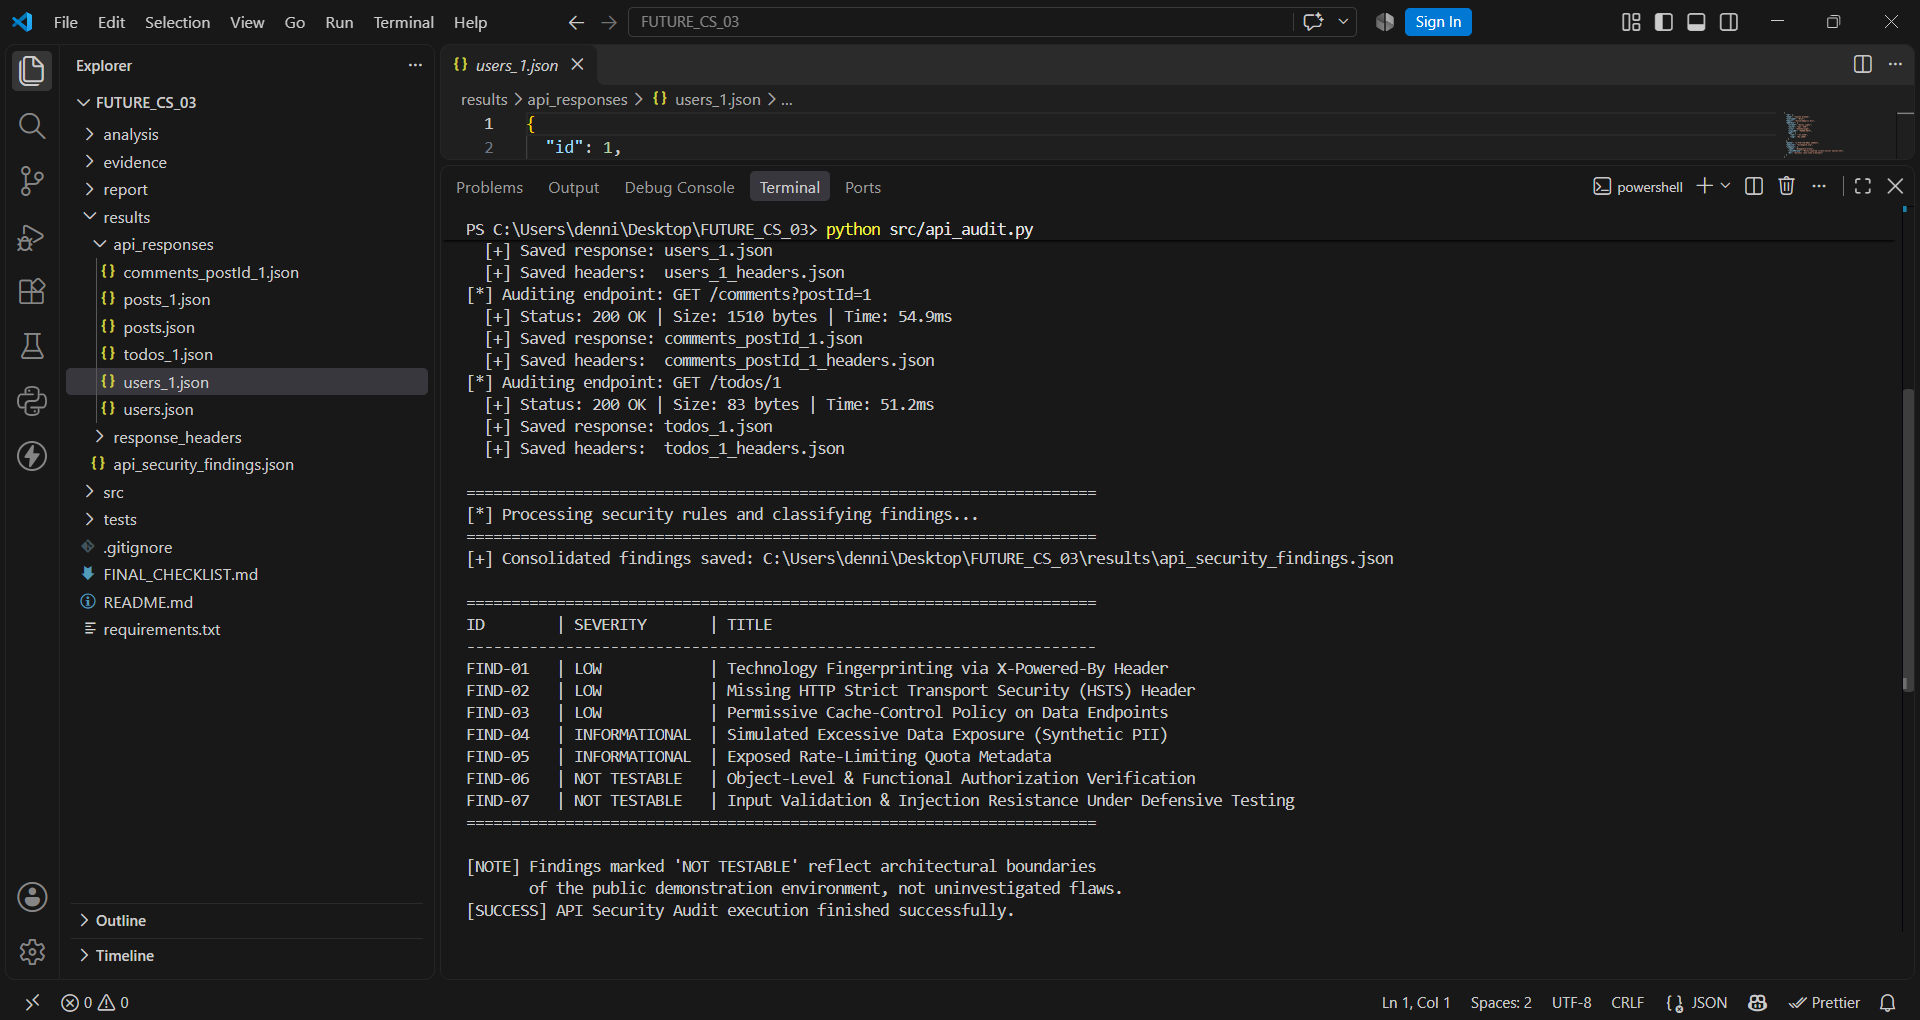 File Edit Selection View Go Run Terminal Help
FUTURE_CS_03
Sign In
Explorer
FUTURE_CS_03
analysis
evidence
report
results
api_responses
{} comments_postId_1.json
{} posts_1.json
{} posts.json
{} todos_1.json
{} users_1.json
{} users.json
response_headers
{} api_security_findings.json
src
tests
.gitignore
FINAL_CHECKLIST.md
README.md
requirements.txt
Outline
Timeline
{} users_1.json
results > api_responses > {} users_1.json > ...
1 {
2 "id": 1,
Problems Output Debug Console Terminal Ports
powershell
PS C:\Users\denni\Desktop\FUTURE_CS_03> python src/api_audit.py
[+] Saved response: users_1.json
[+] Saved headers: users_1_headers.json
[*] Auditing endpoint: GET /comments?postId=1
[+] Status: 200 OK | Size: 1510 bytes | Time: 54.9ms
[+] Saved response: comments_postId_1.json
[+] Saved headers: comments_postId_1_headers.json
[*] Auditing endpoint: GET /todos/1
[+] Status: 200 OK | Size: 83 bytes | Time: 51.2ms
[+] Saved response: todos_1.json
[+] Saved headers: todos_1_headers.json
======================================================================
[*] Processing security rules and classifying findings...
======================================================================
[+] Consolidated findings saved: C:\Users\denni\Desktop\FUTURE_CS_03\results\api_security_findings.json
======================================================================
ID | SEVERITY | TITLE
----------------------------------------------------------------------
FIND-01 | LOW | Technology Fingerprinting via X-Powered-By Header
FIND-02 | LOW | Missing HTTP Strict Transport Security (HSTS) Header
FIND-03 | LOW | Permissive Cache-Control Policy on Data Endpoints
FIND-04 | INFORMATIONAL | Simulated Excessive Data Exposure (Synthetic PII)
FIND-05 | INFORMATIONAL | Exposed Rate-Limiting Quota Metadata
FIND-06 | NOT TESTABLE | Object-Level & Functional Authorization Verification
FIND-07 | NOT TESTABLE | Input Validation & Injection Resistance Under Defensive Testing
======================================================================
[NOTE] Findings marked 'NOT TESTABLE' reflect architectural boundaries
of the public demonstration environment, not uninvestigated flaws.
[SUCCESS] API Security Audit execution finished successfully.
0 0
Ln 1, Col 1 Spaces: 2 UTF-8 CRLF {} JSON Prettier